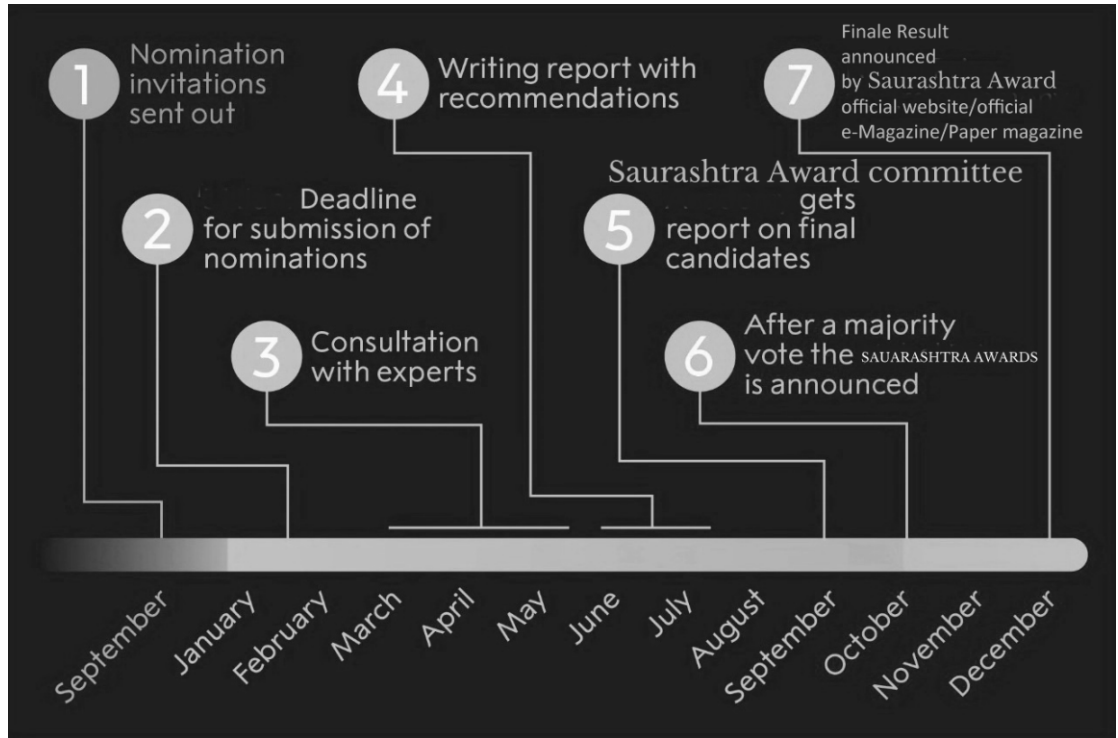 1
Nomination
invitations
sent out
2
Deadline
for submission of
nominations
3
Consultation
with experts
4
Writing report with
recommendations
5
Saurashtra Award committee
gets
report on final
candidates
6
After a majority
vote the SAUARASHTRA AWARDS
is announced
7
Finale Result
announced
by Saurashtra Award
official website/official
e-Magazine/Paper magazine
September
January
February
March
April
May
June
July
August
September
October
November
December